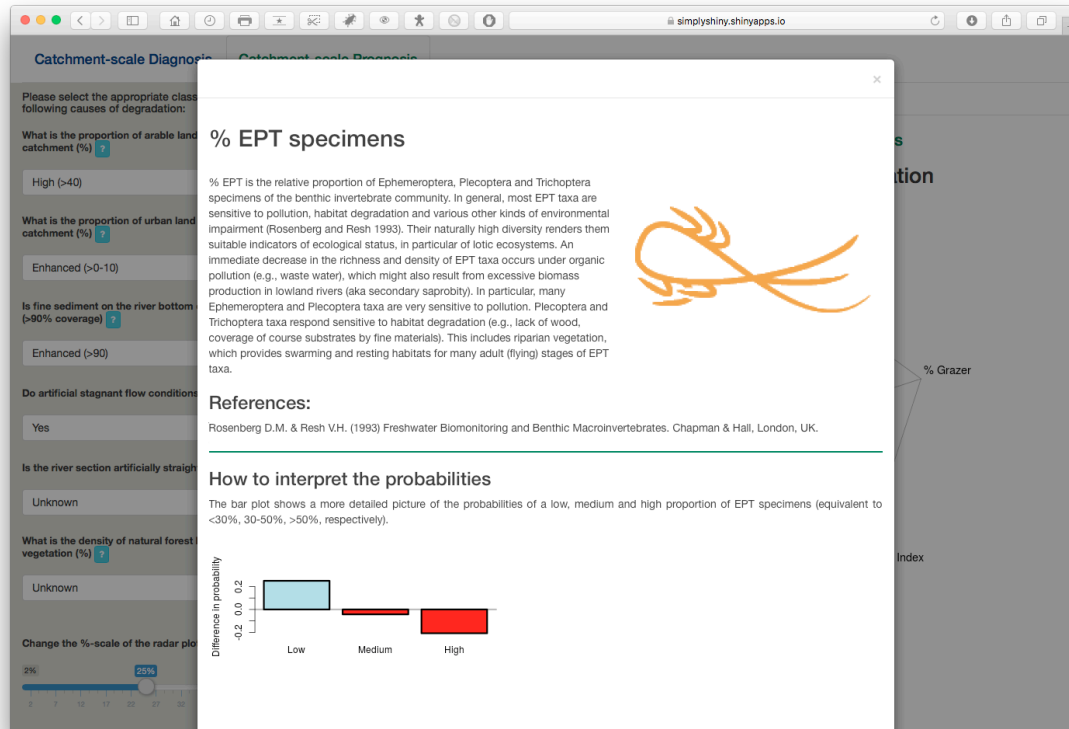 simplyshiny.shinyapps.io
Catchment-scale Diagnosis
Catchment-scale Prognosis
Please select the appropriate class
following causes of degradation:
What is the proportion of arable land
catchment (%) ?
High (>40)
What is the proportion of urban land
catchment (%) ?
Enhanced (>0-10)
Is fine sediment on the river bottom
(>90% coverage) ?
Enhanced (>90)
Do artificial stagnant flow conditions
Yes
Is the river section artificially straigh
Unknown
What is the density of natural forest
vegetation (%) ?
Unknown
Change the %-scale of the radar plo
2%
25%
2 7 12 17 22 27 32
×
% EPT specimens
% EPT is the relative proportion of Ephemeroptera, Plecoptera and Trichoptera
specimens of the benthic invertebrate community. In general, most EPT taxa are
sensitive to pollution, habitat degradation and various other kinds of environmental
impairment (Rosenberg and Resh 1993). Their naturally high diversity renders them
suitable indicators of ecological status, in particular of lotic ecosystems. An
immediate decrease in the richness and density of EPT taxa occurs under organic
pollution (e.g., waste water), which might also result from excessive biomass
production in lowland rivers (aka secondary saprobity). In particular, many
Ephemeroptera and Plecoptera taxa are very sensitive to pollution. Plecoptera and
Trichoptera taxa respond sensitive to habitat degradation (e.g., lack of wood,
coverage of course substrates by fine materials). This includes riparian vegetation,
which provides swarming and resting habitats for many adult (flying) stages of EPT
taxa.
References:
Rosenberg D.M. & Resh V.H. (1993) Freshwater Biomonitoring and Benthic Macroinvertebrates. Chapman & Hall, London, UK.
How to interpret the probabilities
The bar plot shows a more detailed picture of the probabilities of a low, medium and high proportion of EPT specimens (equivalent to
<30%, 30-50%, >50%, respectively).
Difference in probability
0.2
0.0
-0.2
Low Medium High
s
tion
% Grazer
Index